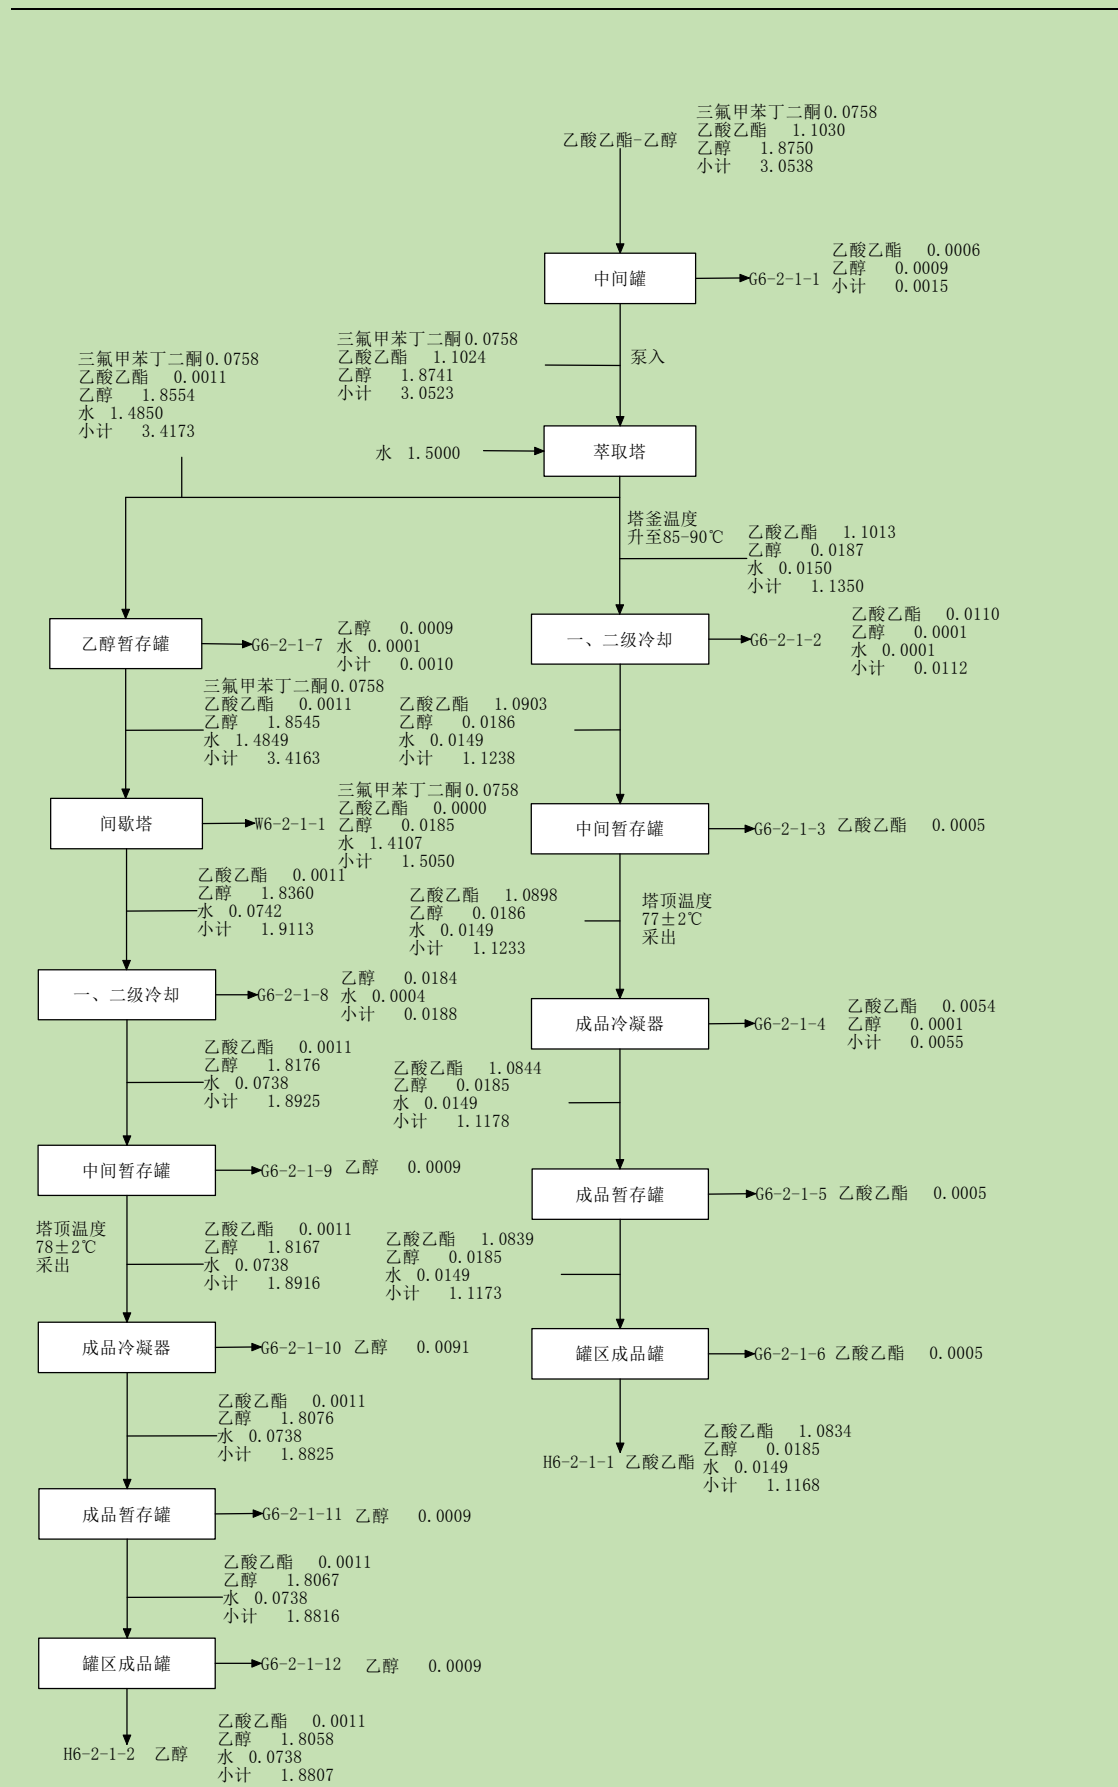 三氟甲苯丁二酮0.0758
乙酸乙酯 1.1030
乙醇 1.8750
小计 3.0538
乙酸乙酯-乙醇
中间罐
G6-2-1-1
乙酸乙酯 0.0006
乙醇 0.0009
小计 0.0015
三氟甲苯丁二酮0.0758
乙酸乙酯 1.1024
乙醇 1.8741
小计 3.0523
泵入
三氟甲苯丁二酮0.0758
乙酸乙酯 0.0011
乙醇 1.8554
水 1.4850
小计 3.4173
水 1.5000
萃取塔
塔釜温度
升至85-90℃
乙酸乙酯 1.1013
乙醇 0.0187
水 0.0150
小计 1.1350
乙醇暂存罐
G6-2-1-7
乙醇 0.0009
水 0.0001
小计 0.0010
一、二级冷却
G6-2-1-2
乙酸乙酯 0.0110
乙醇 0.0001
水 0.0001
小计 0.0112
三氟甲苯丁二酮0.0758
乙酸乙酯 0.0011
乙醇 1.8545
水 1.4849
小计 3.4163
乙酸乙酯 1.0903
乙醇 0.0186
水 0.0149
小计 1.1238
间歇塔
W6-2-1-1
三氟甲苯丁二酮0.0758
乙酸乙酯 0.0000
乙醇 0.0185
水 1.4107
小计 1.5050
中间暂存罐
G6-2-1-3
乙酸乙酯 0.0005
乙酸乙酯 0.0011
乙醇 1.8360
水 0.0742
小计 1.9113
乙酸乙酯 1.0898
乙醇 0.0186
水 0.0149
小计 1.1233
塔顶温度
77±2℃
采出
一、二级冷却
G6-2-1-8
乙醇 0.0184
水 0.0004
小计 0.0188
成品冷凝器
G6-2-1-4
乙酸乙酯 0.0054
乙醇 0.0001
小计 0.0055
乙酸乙酯 0.0011
乙醇 1.8176
水 0.0738
小计 1.8925
乙酸乙酯 1.0844
乙醇 0.0185
水 0.0149
小计 1.1178
中间暂存罐
G6-2-1-9
乙醇 0.0009
成品暂存罐
G6-2-1-5
乙酸乙酯 0.0005
塔顶温度
78±2℃
采出
乙酸乙酯 0.0011
乙醇 1.8167
水 0.0738
小计 1.8916
乙酸乙酯 1.0839
乙醇 0.0185
水 0.0149
小计 1.1173
成品冷凝器
G6-2-1-10
乙醇 0.0091
罐区成品罐
G6-2-1-6
乙酸乙酯 0.0005
乙酸乙酯 0.0011
乙醇 1.8076
水 0.0738
小计 1.8825
H6-2-1-1 乙酸乙酯
乙酸乙酯 1.0834
乙醇 0.0185
水 0.0149
小计 1.1168
成品暂存罐
G6-2-1-11
乙醇 0.0009
乙酸乙酯 0.0011
乙醇 1.8067
水 0.0738
小计 1.8816
罐区成品罐
G6-2-1-12
乙醇 0.0009
H6-2-1-2 乙醇
乙酸乙酯 0.0011
乙醇 1.8058
水 0.0738
小计 1.8807